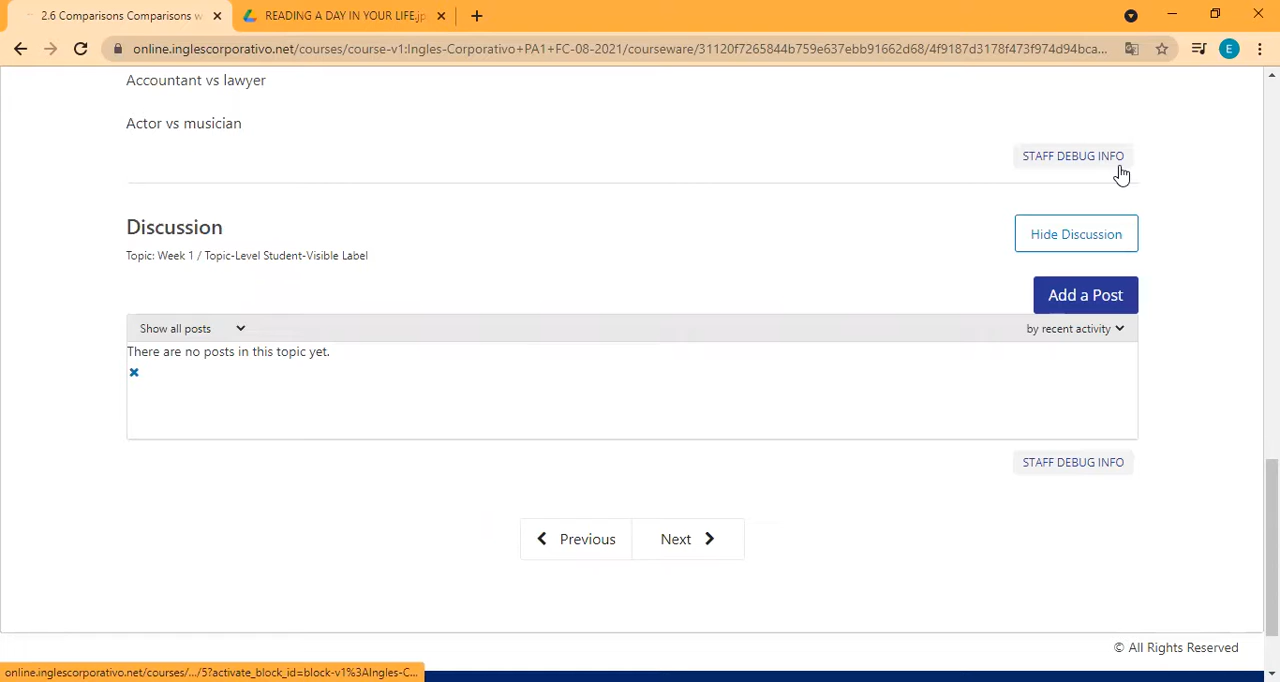 2.6 Comparisons Comparisons w
READING A DAY IN YOUR LIFE.jp
E
online.inglescorporativo.net/courses/course-v1:Ingles-Corporativo+PA1+FC-08-2021/courseware/31120f7265844b759e637ebb91662d68/4f9187d3178f473f974d94bca...
Accountant vs lawyer
Actor vs musician
STAFF DEBUG INFO
Discussion
Hide Discussion
Topic: Week 1 / Topic-Level Student-Visible Label
Add a Post
Show all posts
by recent activity
There are no posts in this topic yet.
STAFF DEBUG INFO
Previous
Next
© All Rights Reserved
online.inglescorporativo.net/courses/.../5?activate_block_id=block-v1%3AIngles-C...